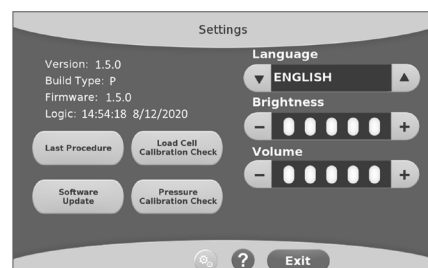 Settings
Version: 1.5.0
Build Type: P
Firmware: 1.5.0
Logic: 14:54:18 8/12/2020
Last Procedure
Load Cell
Calibration Check
Software
Update
Pressure
Calibration Check
Language
ENGLISH
Brightness
Volume
? Exit